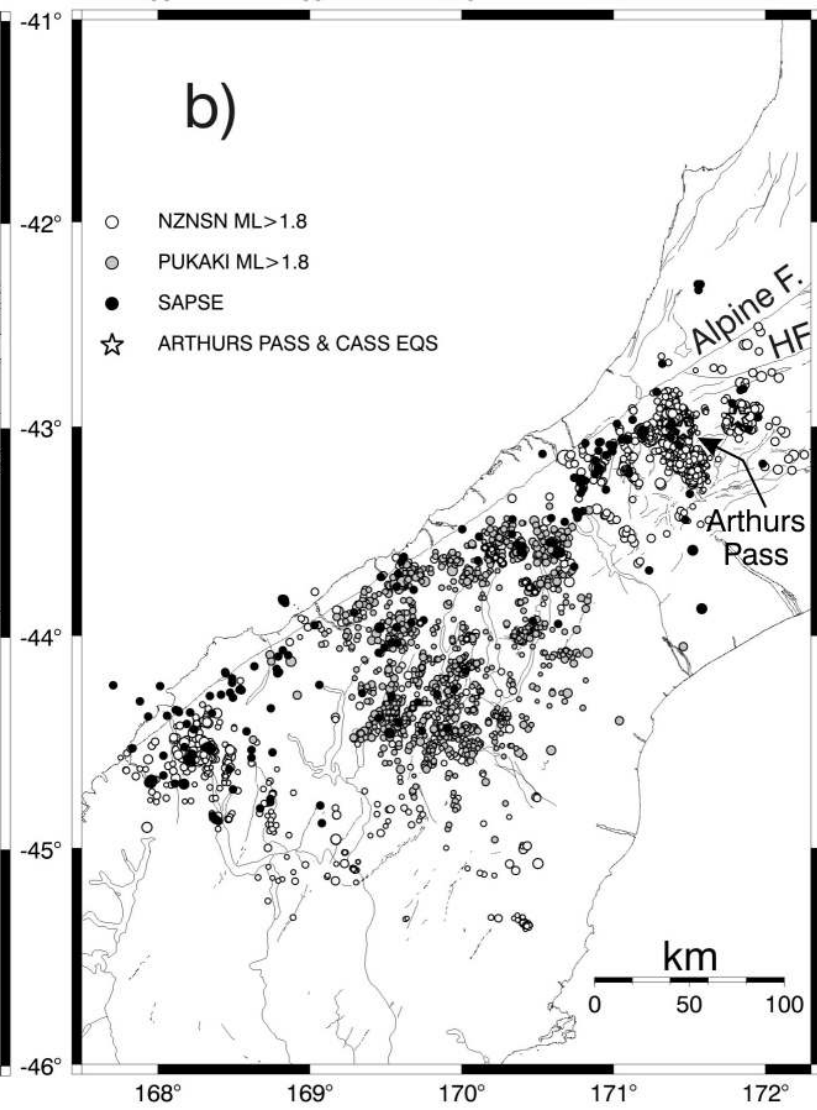 -41°
b)
-42°
NZNSN ML>1.8
PUKAKI ML>1.8
SAPSE
ARTHURS PASS & CASS EQS
Alpine F.
HF
-43°
Arthurs
Pass
-44°
-45°
km
0 50 100
-46°
168° 169° 170° 171° 172°